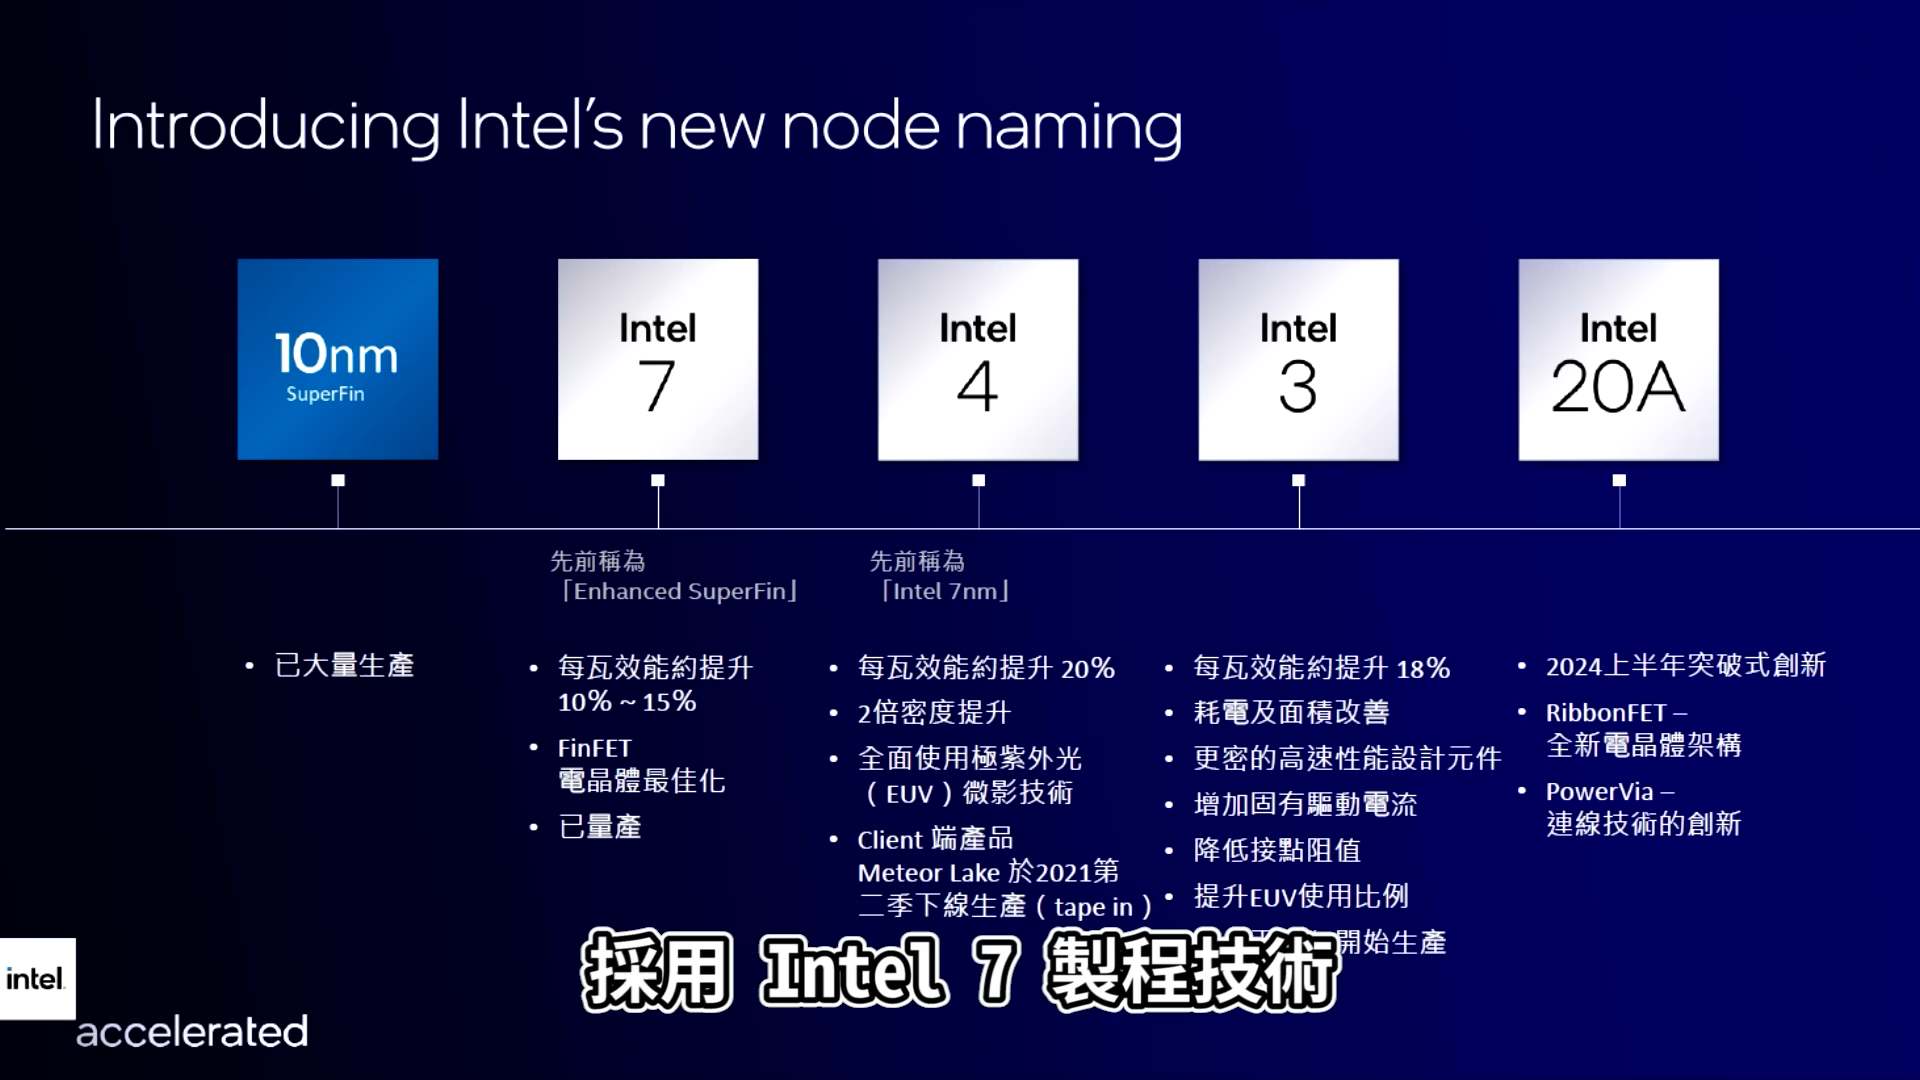 Introducing Intel's new node naming
10nm
SuperFin
Intel
7
Intel
4
Intel
3
Intel
20A
先前稱為
「Enhanced SuperFin」
先前稱為
「Intel 7nm」
• 已大量生產
• 每瓦效能約提升
10% ~ 15%
• FinFET
電晶體最佳化
• 已量產
• 每瓦效能約提升 20%
• 2倍密度提升
• 全面使用極紫外光
（EUV）微影技術
• Client 端產品
Meteor Lake 於2021第
二季下線生產（tape in）
• 每瓦效能約提升 18%
• 耗電及面積改善
• 更密的高速性能設計元件
• 增加固有驅動電流
• 降低接點阻值
• 提升EUV使用比例
開始生產
• 2024上半年突破式創新
• RibbonFET –
全新電晶體架構
• PowerVia –
連線技術的創新
採用 Intel 7 製程技術
intel.
accelerated